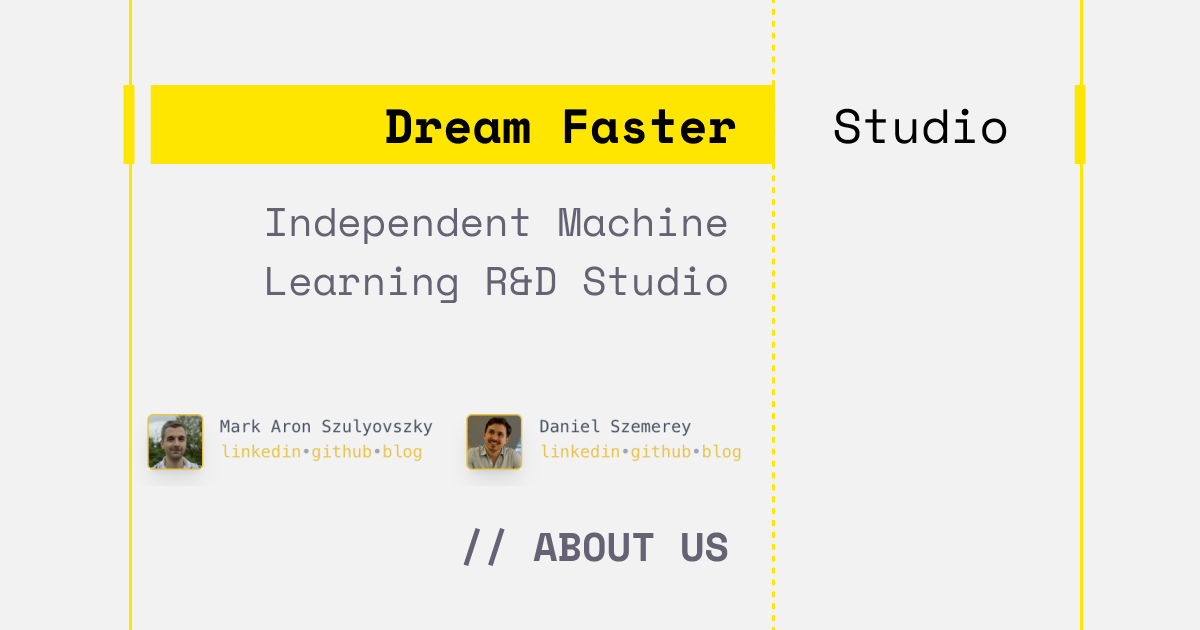 Dream Faster Studio
Independent Machine
Learning R&D Studio
Mark Aron Szulyovszky
linkedin•github•blog
Daniel Szemerey
linkedin•github•blog
// ABOUT US